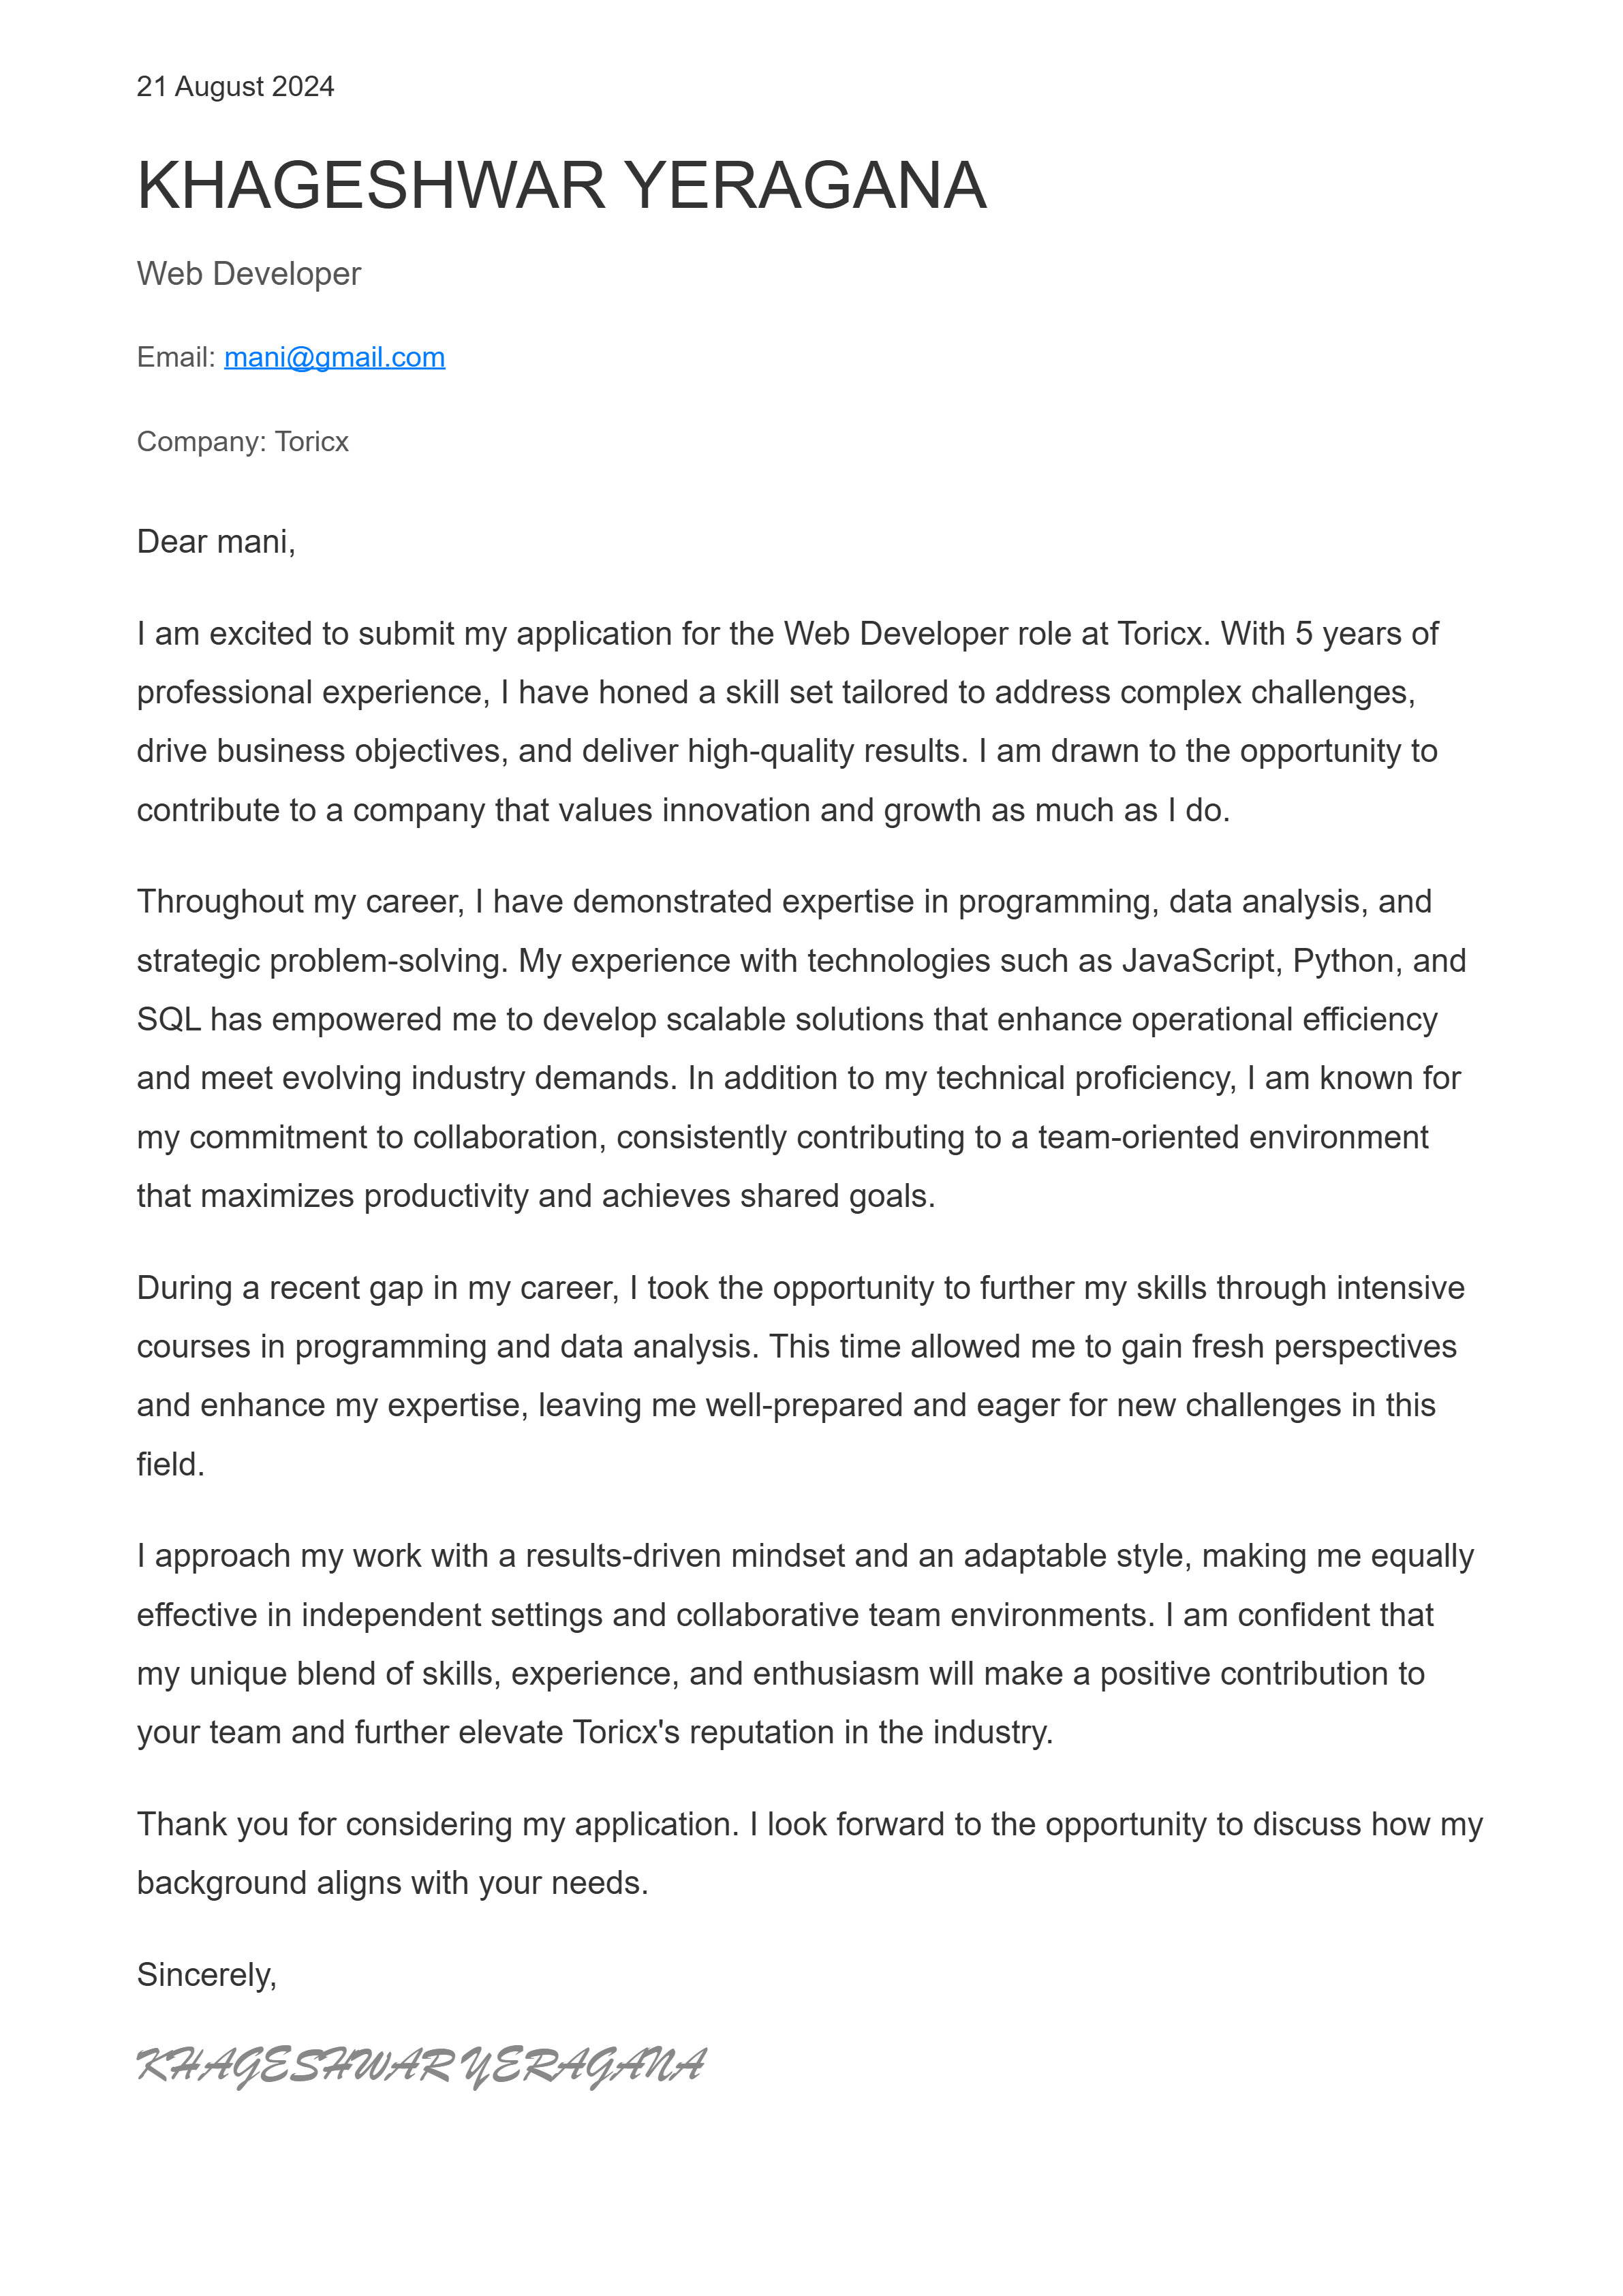 21 August 2024
KHAGESHWAR YERAGANA
Web Developer
Email: mani@gmail.com
Company: Toricx
Dear mani,
I am excited to submit my application for the Web Developer role at Toricx. With 5 years of
professional experience, I have honed a skill set tailored to address complex challenges,
drive business objectives, and deliver high-quality results. I am drawn to the opportunity to
contribute to a company that values innovation and growth as much as I do.
Throughout my career, I have demonstrated expertise in programming, data analysis, and
strategic problem-solving. My experience with technologies such as JavaScript, Python, and
SQL has empowered me to develop scalable solutions that enhance operational efficiency
and meet evolving industry demands. In addition to my technical proficiency, I am known for
my commitment to collaboration, consistently contributing to a team-oriented environment
that maximizes productivity and achieves shared goals.
During a recent gap in my career, I took the opportunity to further my skills through intensive
courses in programming and data analysis. This time allowed me to gain fresh perspectives
and enhance my expertise, leaving me well-prepared and eager for new challenges in this
field.
I approach my work with a results-driven mindset and an adaptable style, making me equally
effective in independent settings and collaborative team environments. I am confident that
my unique blend of skills, experience, and enthusiasm will make a positive contribution to
your team and further elevate Toricx's reputation in the industry.
Thank you for considering my application. I look forward to the opportunity to discuss how my
background aligns with your needs.
Sincerely,
KHAGESHWAR YERAGANA